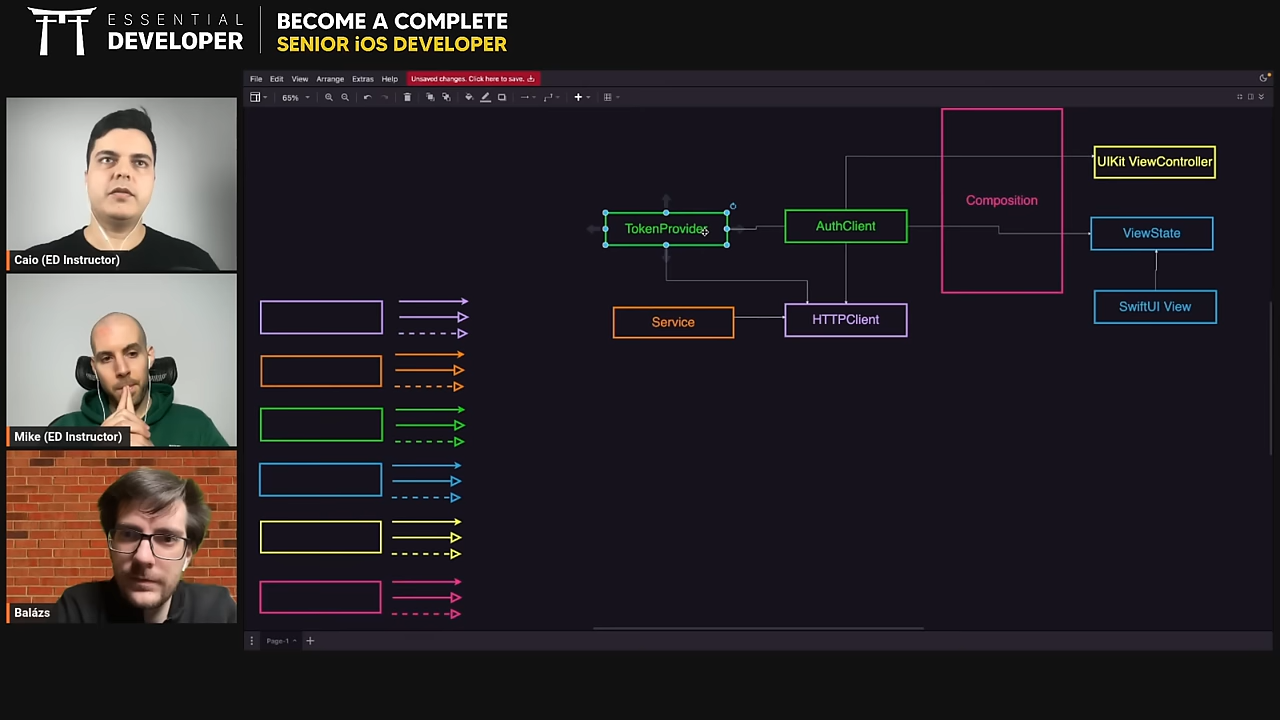 ESSENTIAL
DEVELOPER
BECOME A COMPLETE
SENIOR iOS DEVELOPER
File Edit View Arrange Extras Help Unsaved changes. Click here to save.
65%
Caio (ED Instructor)
Mike (ED Instructor)
Balázs
UIKit ViewController
Composition
TokenProvider
AuthClient
ViewState
Service
HTTPClient
SwiftUI View
Page-1